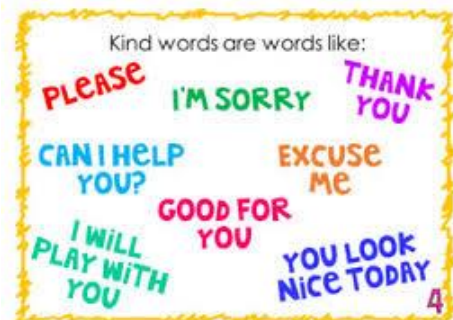 Kind words are words like:
PLEASE
I'M SORRY
THANK
YOU
CAN I HELP
YOU?
EXCUSE
ME
GOOD FOR
YOU
I WiLL
PLAY WiTH
YOU
YOU LOOK
NiCE TODAY
4